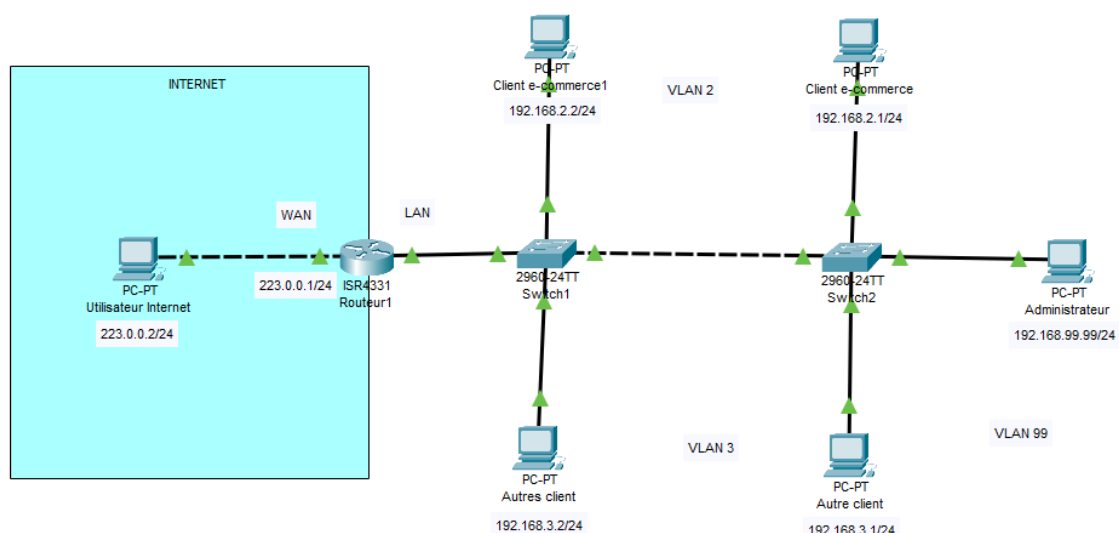 INTERNET
PC-PT
Client e-commerce1
192.168.2.2/24
VLAN 2
PC-PT
Client e-commerce
192.168.2.1/24
WAN
LAN
PC-PT
Utilisateur Internet
223.0.0.2/24
223.0.0.1/24
ISR4331
Routeur1
2960-24TT
Switch1
2960-24TT
Switch2
PC-PT
Administrateur
192.168.99.99/24
PC-PT
Autres client
192.168.3.2/24
VLAN 3
PC-PT
Autre client
192.168.3.1/24
VLAN 99